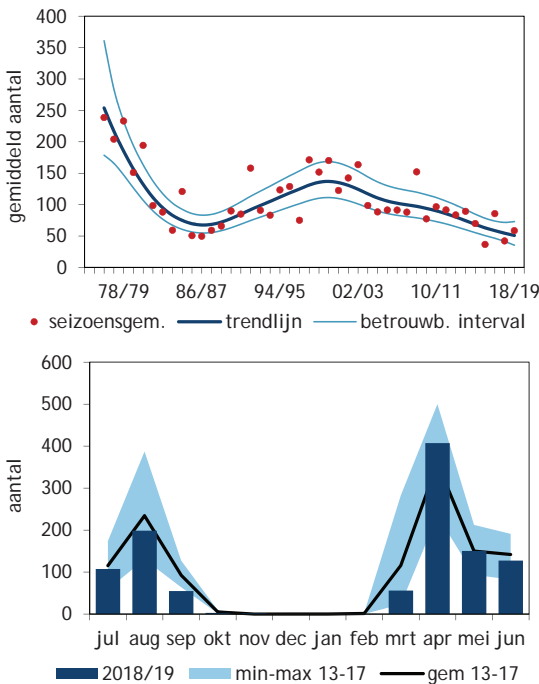 400
350
300
250
200
150
100
50
0
gemiddeld aantal
78/79 86/87 94/95 02/03 10/11 18/19
seizoensgem. trendlijn betrouwb. interval
600
500
400
300
200
100
0
aantal
jul aug sep okt nov dec jan feb mrt apr mei jun
2018/19 min-max 13-17 gem 13-17